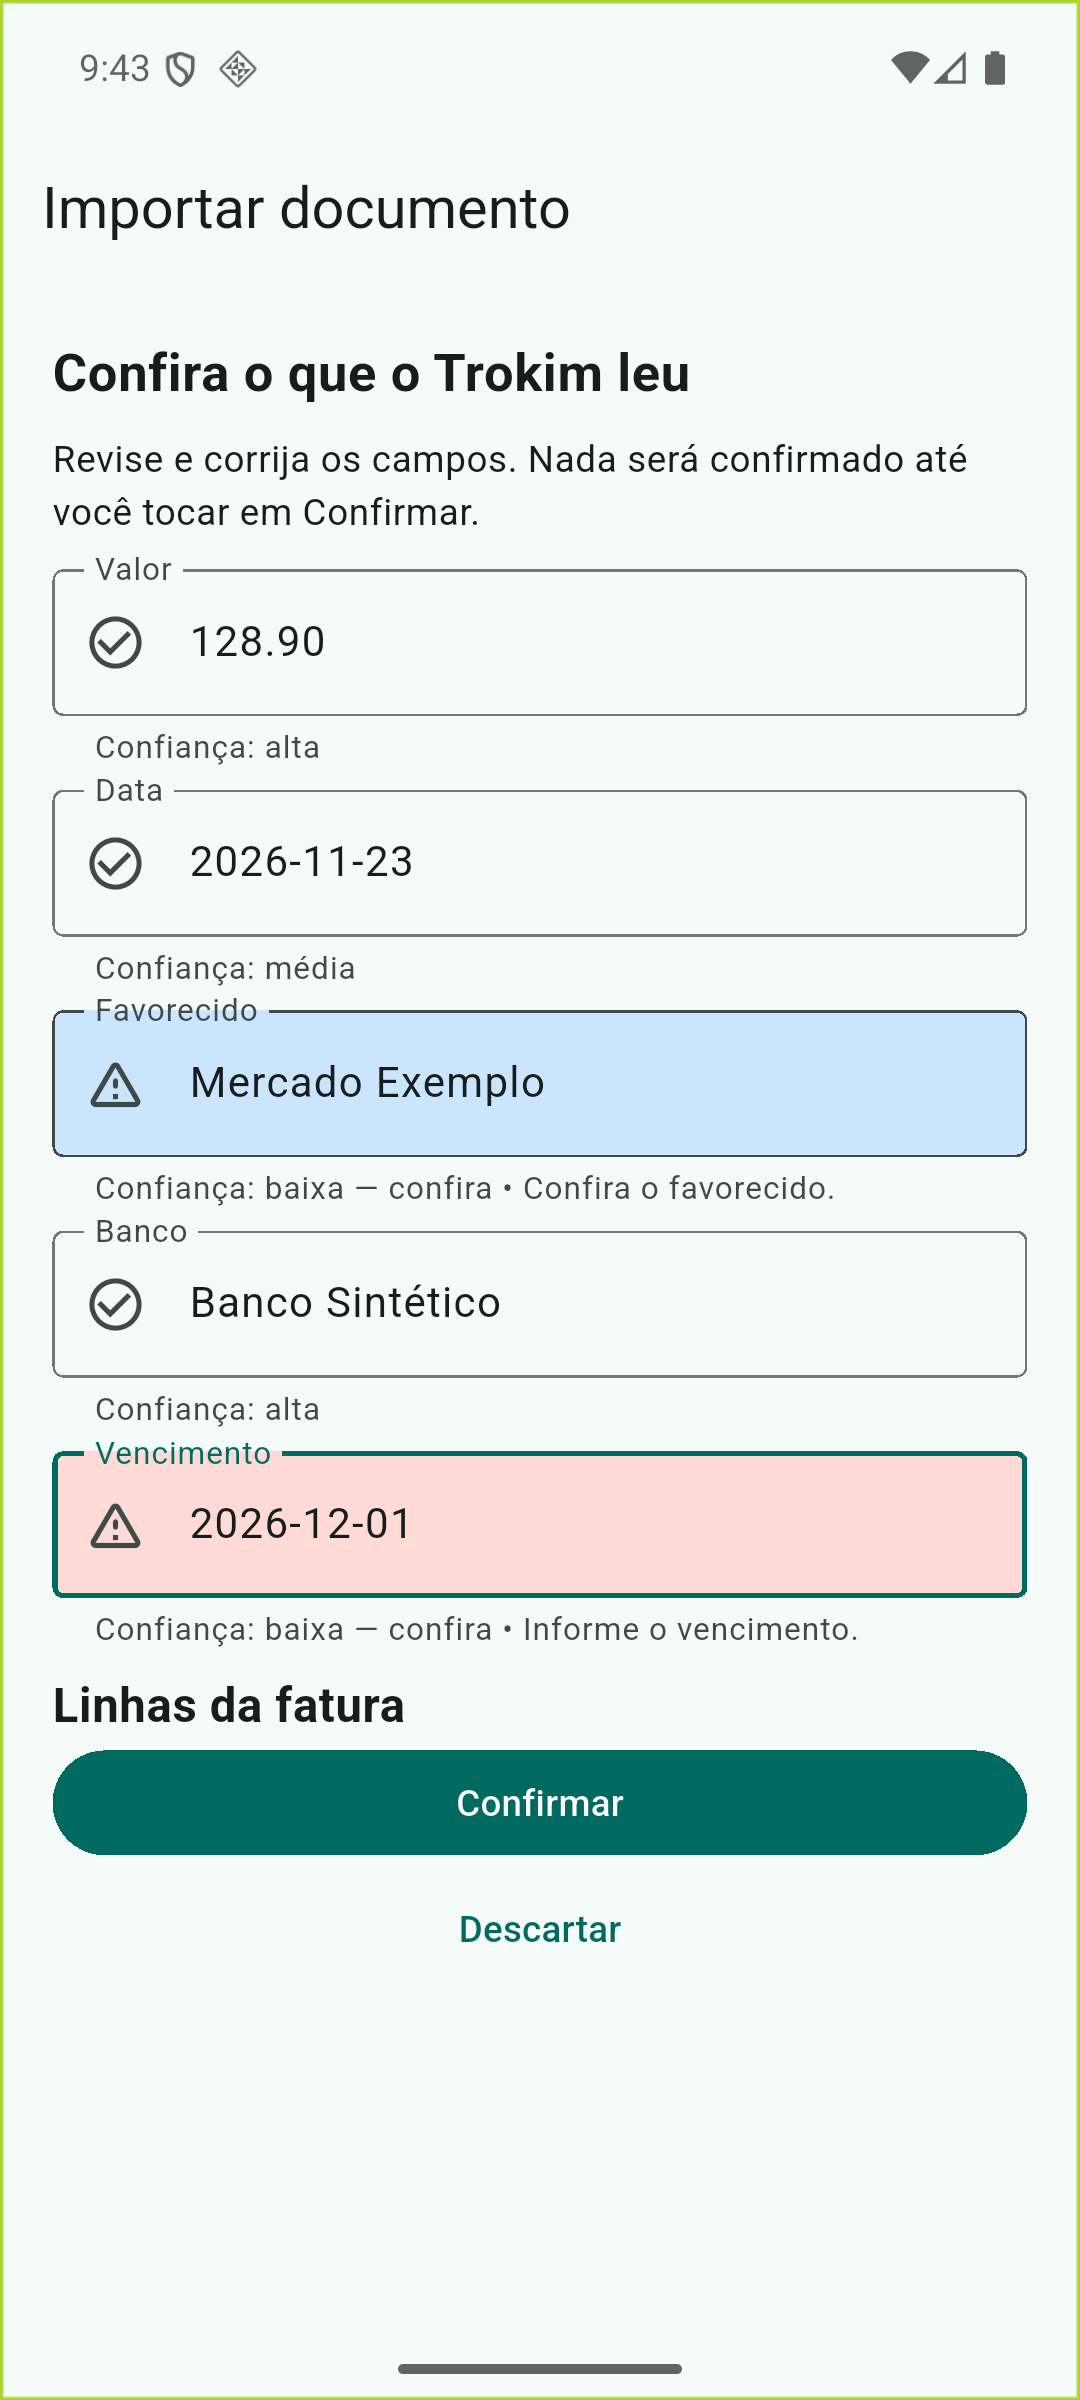 9:43
Importar documento
Confira o que o Trokim leu
Revise e corrija os campos. Nada será confirmado até
você tocar em Confirmar.
Valor
128.90
Confiança: alta
Data
2026-11-23
Confiança: média
Favorecido
Mercado Exemplo
Confiança: baixa — confira • Confira o favorecido.
Banco
Banco Sintético
Confiança: alta
Vencimento
2026-12-01
Confiança: baixa — confira • Informe o vencimento.
Linhas da fatura
Confirmar
Descartar